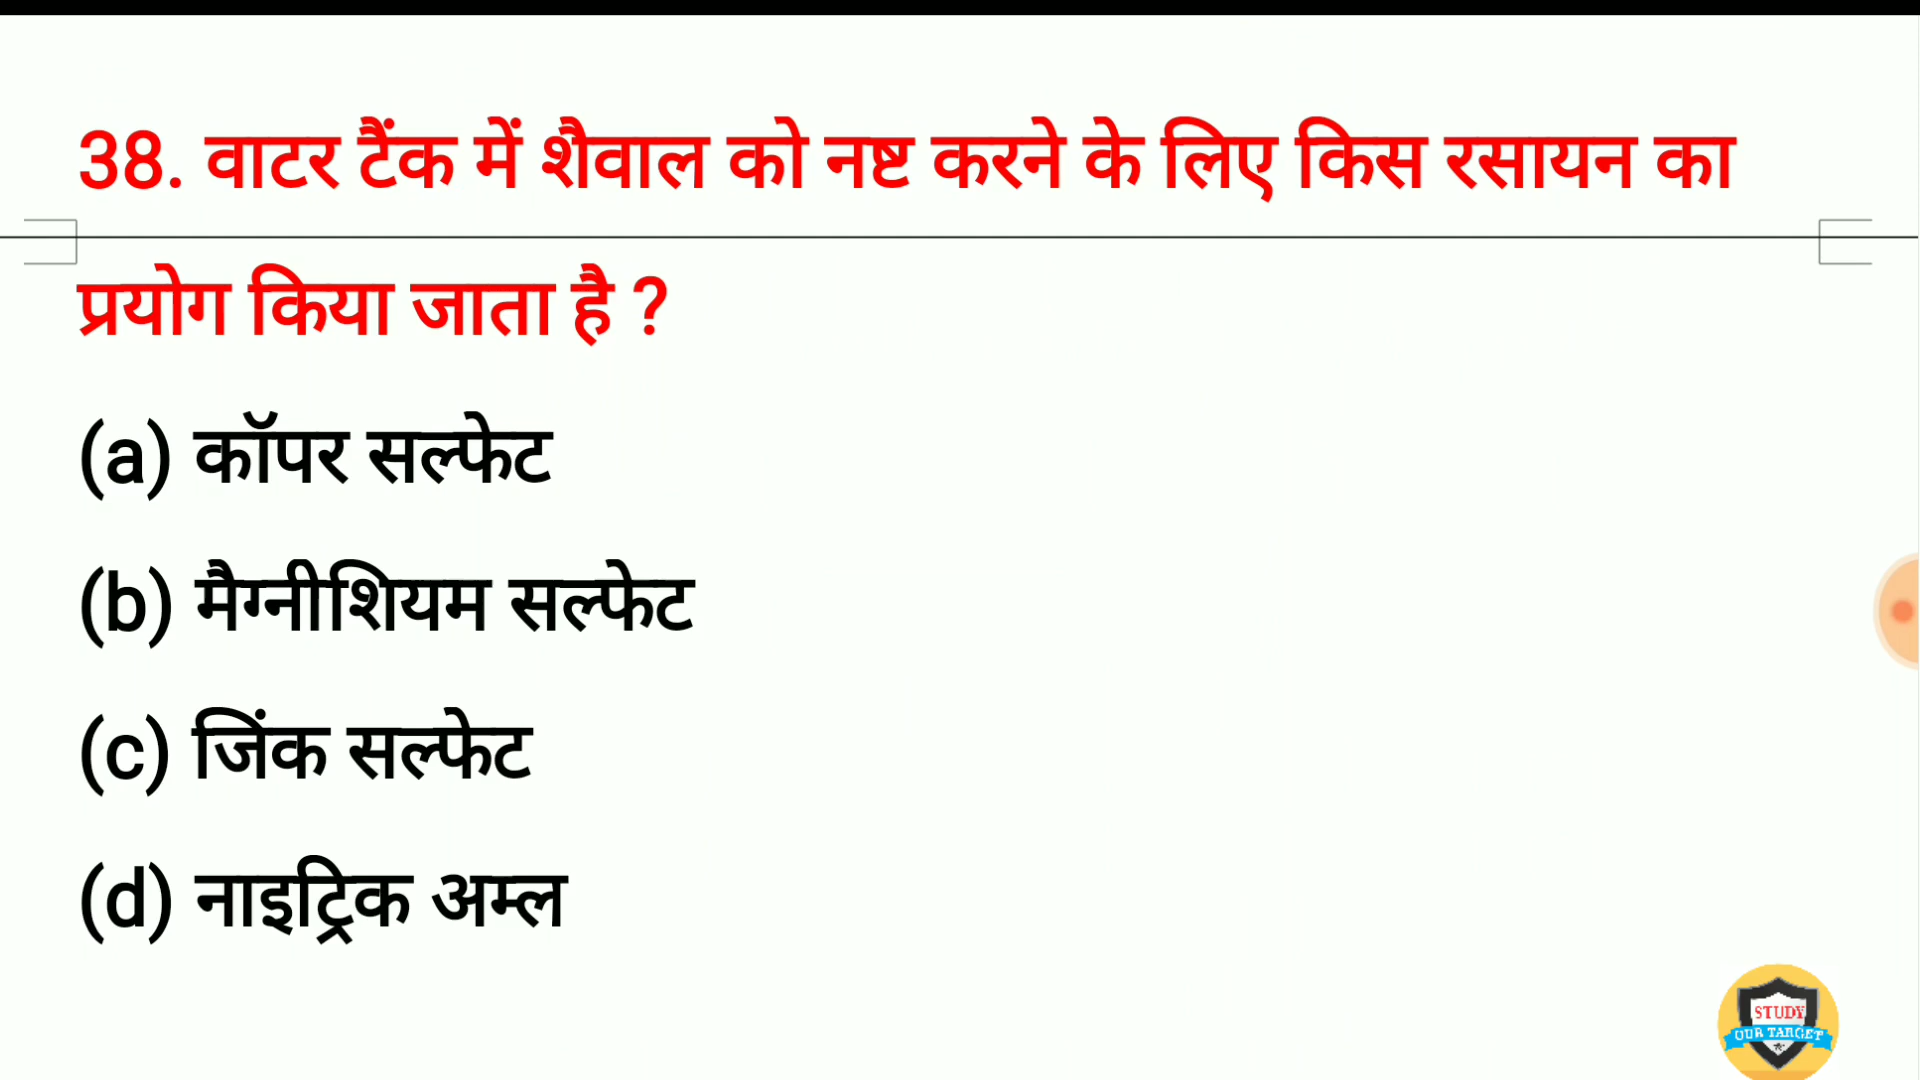 38. वाटर टैंक में शैवाल को नष्ट करने के लिए किस रसायन का
प्रयोग किया जाता है ?
(a) कॉपर सल्फेट
(b) मैग्नीशियम सल्फेट
(c) जिंक सल्फेट
(d) नाइट्रिक अम्ल
STUDY
OUR TARGET